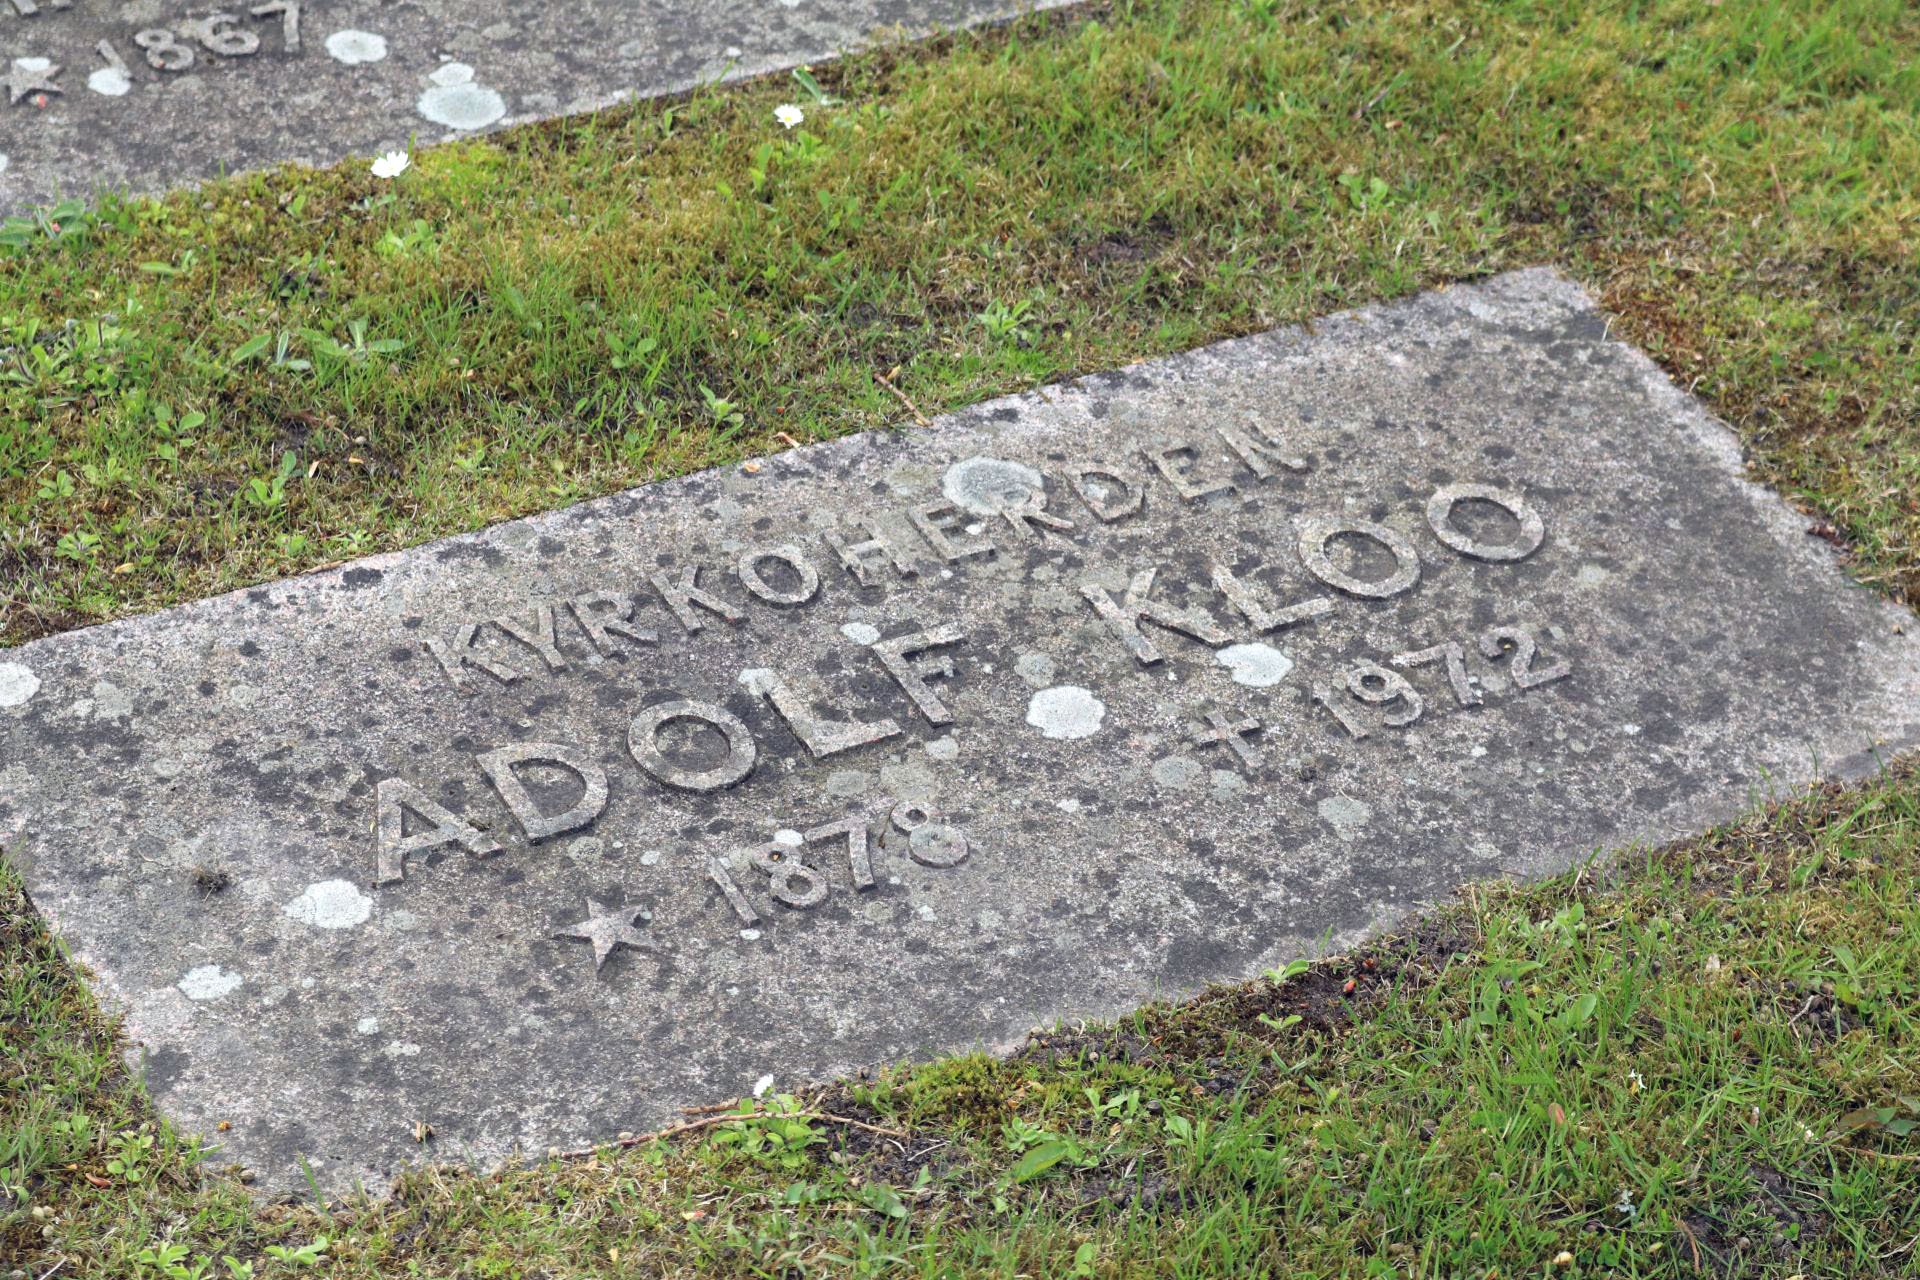 ★ 1867
KYRKOHERDEN
ADOLF KLOO
★ 1878 + 1972